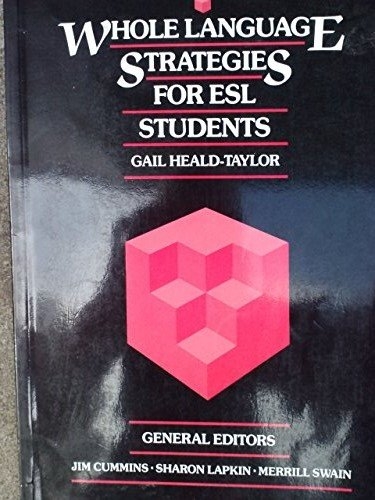 WHOLE LANGUAGE
STRATEGIES
FOR ESL
STUDENTS
GAIL HEALD-TAYLOR
GENERAL EDITORS
JIM CUMMINS • SHARON LAPKIN • MERRILL SWAIN